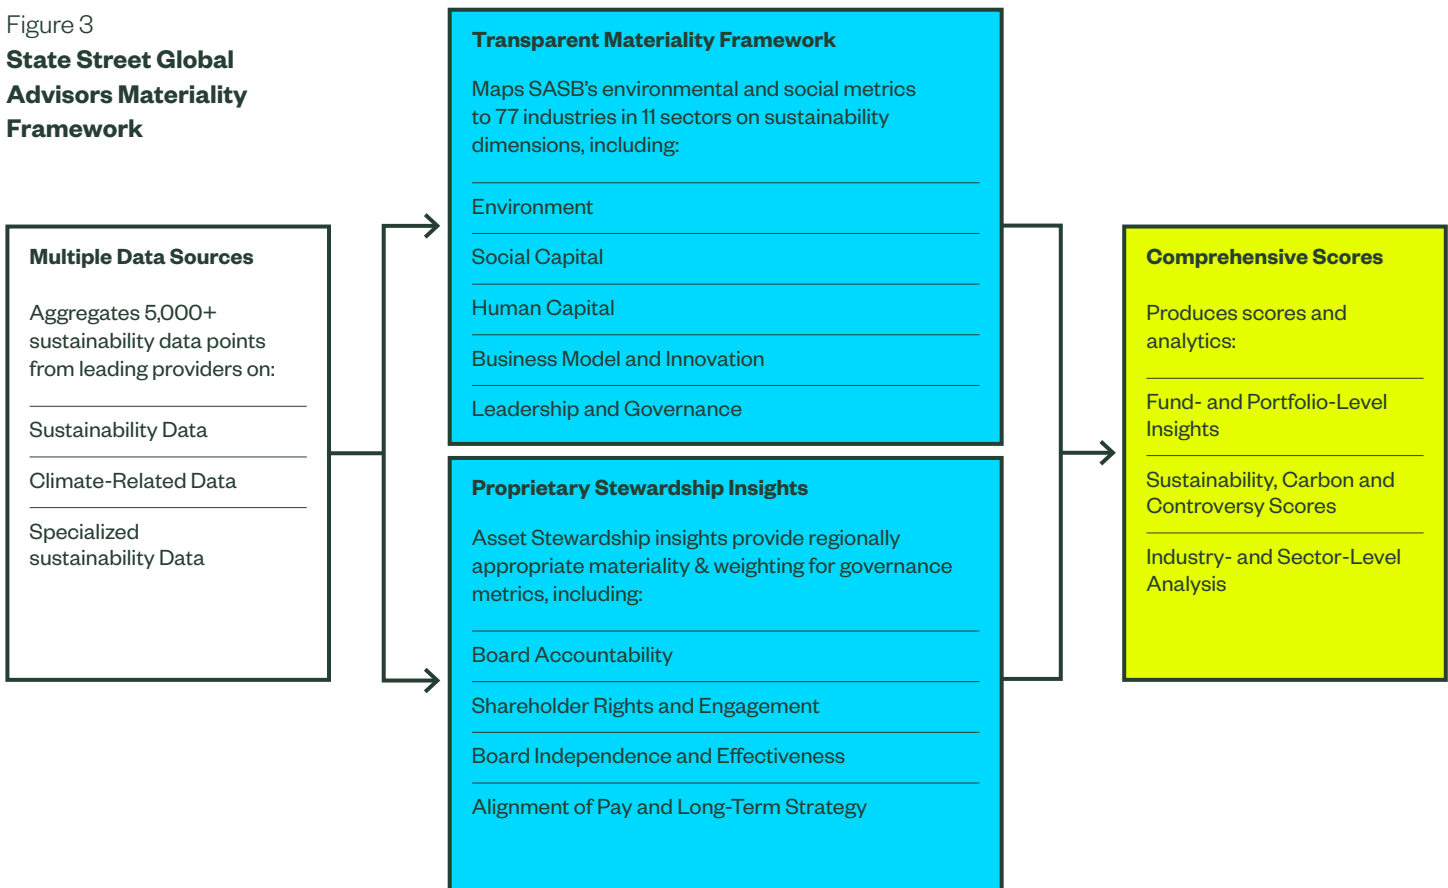 Figure 3
State Street Global
Advisors Materiality
Framework
Multiple Data Sources
Aggregates 5,000+
sustainability data points
from leading providers on:
Sustainability Data
Climate-Related Data
Specialized
sustainability Data
Transparent Materiality Framework
Maps SASB’s environmental and social metrics
to 77 industries in 11 sectors on sustainability
dimensions, including:
Environment
Social Capital
Human Capital
Business Model and Innovation
Leadership and Governance
Proprietary Stewardship Insights
Asset Stewardship insights provide regionally
appropriate materiality & weighting for governance
metrics, including:
Board Accountability
Shareholder Rights and Engagement
Board Independence and Effectiveness
Alignment of Pay and Long-Term Strategy
Comprehensive Scores
Produces scores and
analytics:
Fund- and Portfolio-Level
Insights
Sustainability, Carbon and
Controversy Scores
Industry- and Sector-Level
Analysis